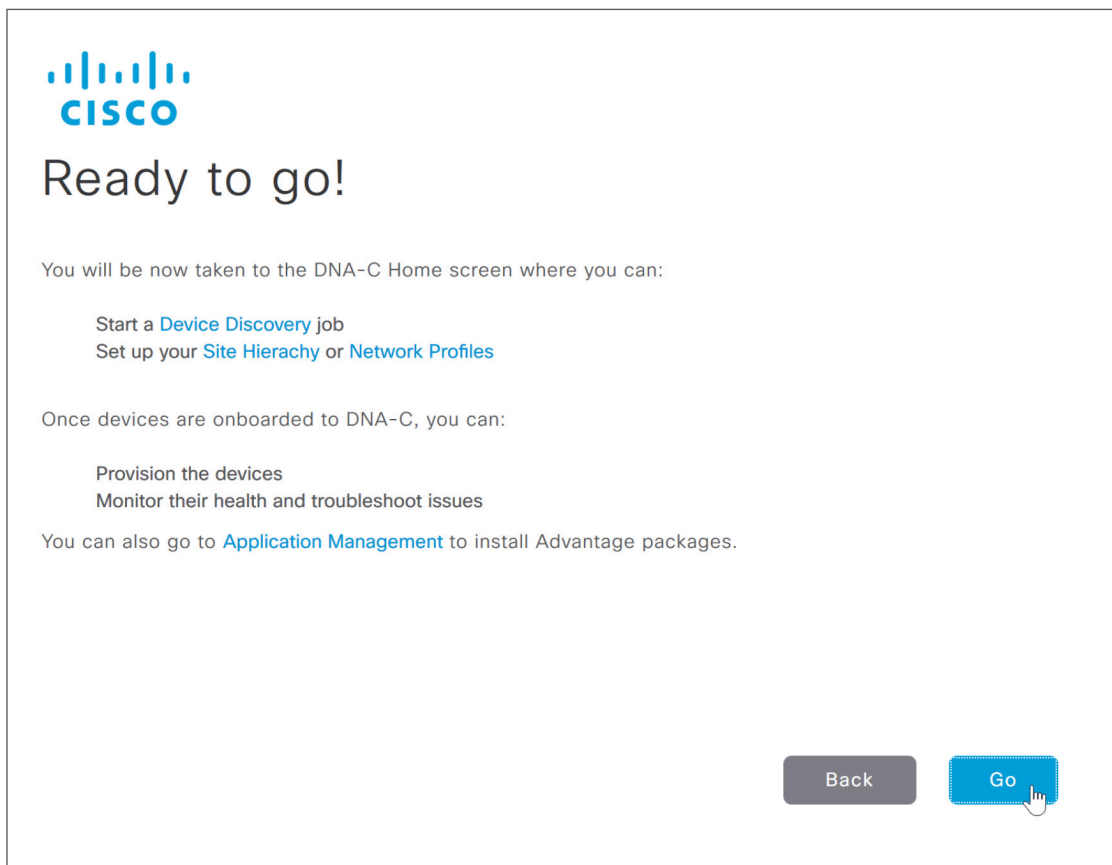 CISCO
Ready to go!
You will be now taken to the DNA-C Home screen where you can:
Start a Device Discovery job
Set up your Site Hierachy or Network Profiles
Once devices are onboarded to DNA-C, you can:
Provision the devices
Monitor their health and troubleshoot issues
You can also go to Application Management to install Advantage packages.
Back
Go